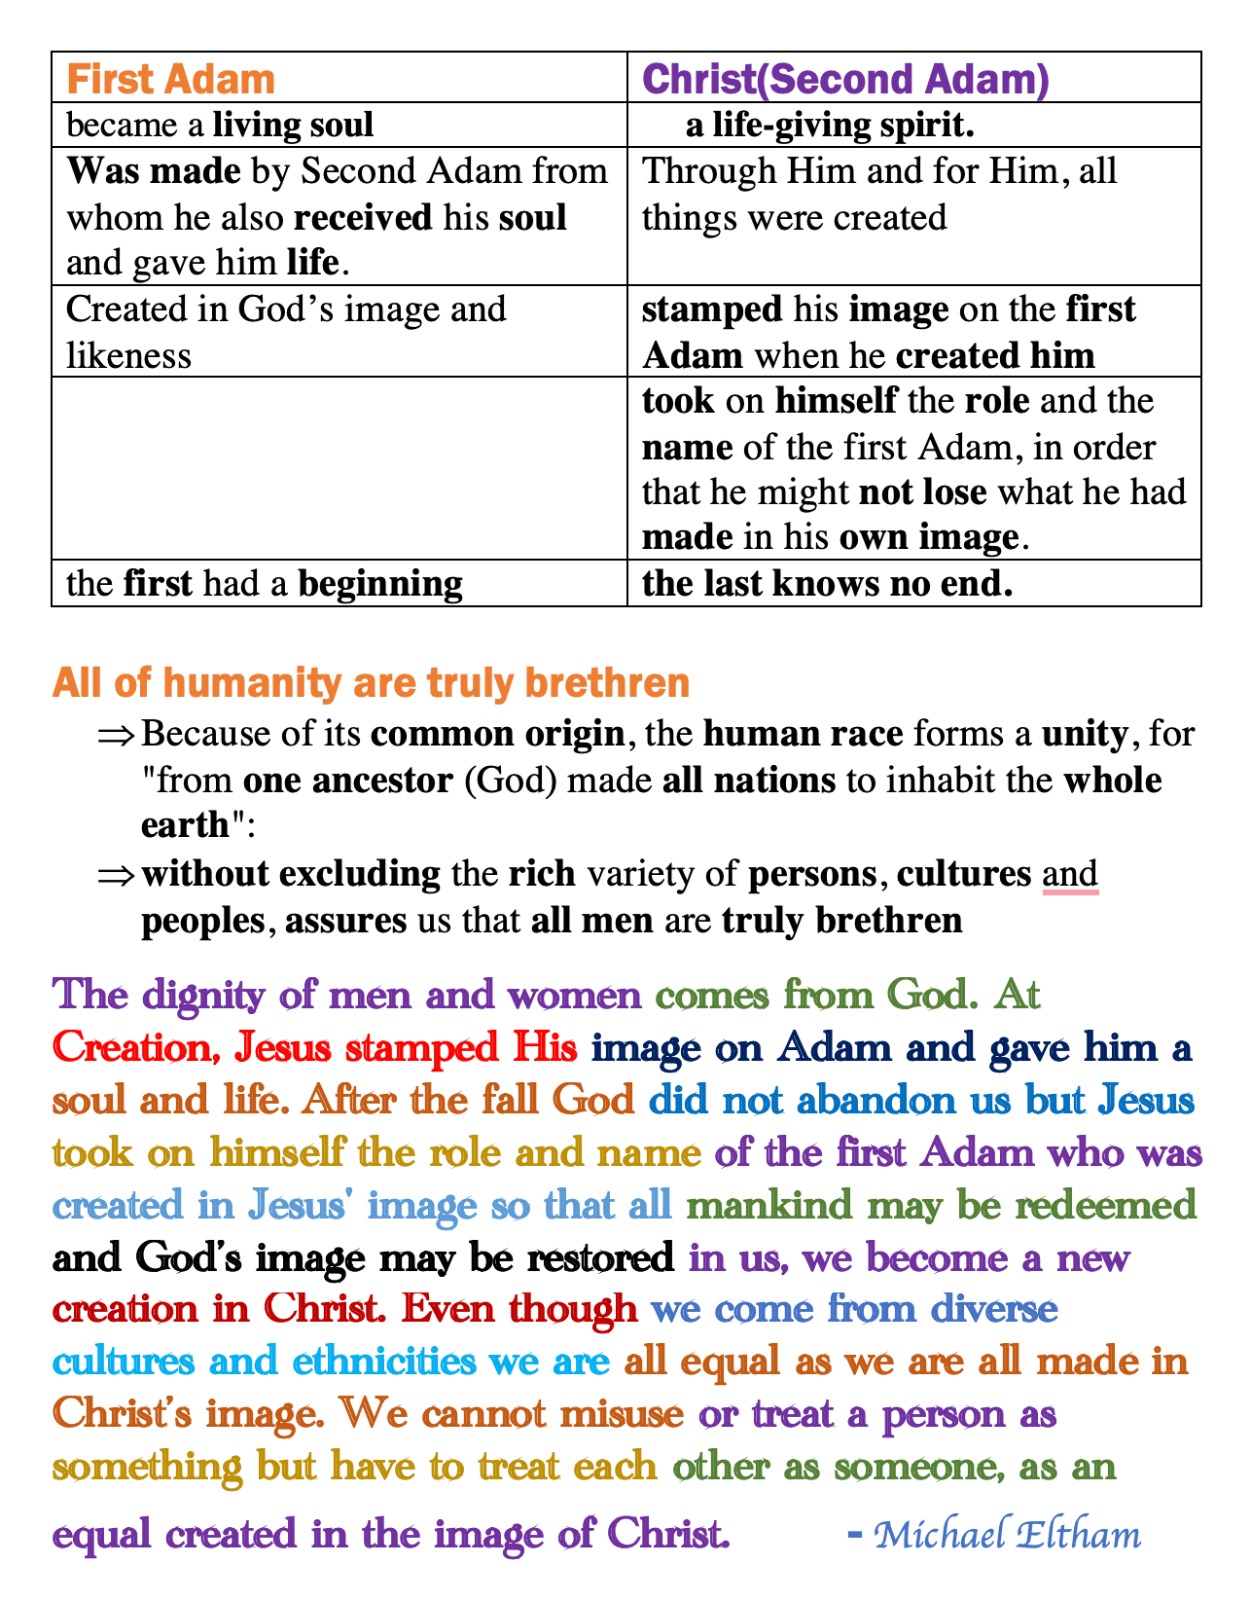 First Adam
Christ(Second Adam)
became a living soul
a life-giving spirit.
Was made by Second Adam from
whom he also received his soul
and gave him life.
Through Him and for Him, all
things were created
Created in God’s image and
likeness
stamped his image on the first
Adam when he created him
took on himself the role and the
name of the first Adam, in order
that he might not lose what he had
made in his own image.
the first had a beginning
the last knows no end.
All of humanity are truly brethren
⇒ Because of its common origin, the human race forms a unity, for
"from one ancestor (God) made all nations to inhabit the whole
earth":
⇒ without excluding the rich variety of persons, cultures and
peoples, assures us that all men are truly brethren
The dignity of men and women comes from God. At
Creation, Jesus stamped His image on Adam and gave him a
soul and life. After the fall God did not abandon us but Jesus
took on himself the role and name of the first Adam who was
created in Jesus' image so that all mankind may be redeemed
and God’s image may be restored in us, we become a new
creation in Christ. Even though we come from diverse
cultures and ethnicities we are all equal as we are all made in
Christ’s image. We cannot misuse or treat a person as
something but have to treat each other as someone, as an
equal created in the image of Christ. - Michael Eltham